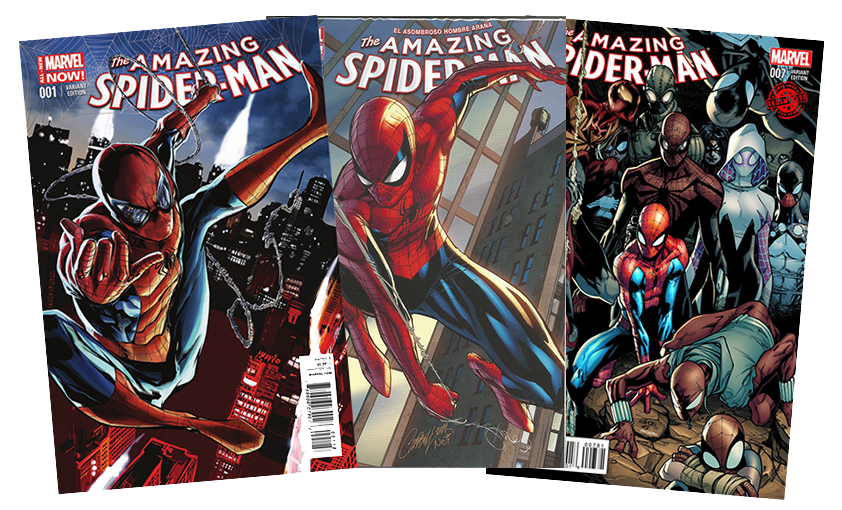 ALL-NEW
MARVEL
NOW!
001
VARIANT
EDITION
the AMAZING
SPIDER-MAN
EL ASOMBROSO HOMBRE ARAÑA
the AMAZING
SPIDER-MAN
AMAZING
SPIDER-MAN
MARVEL
007
VARIANT
EDITION
00761